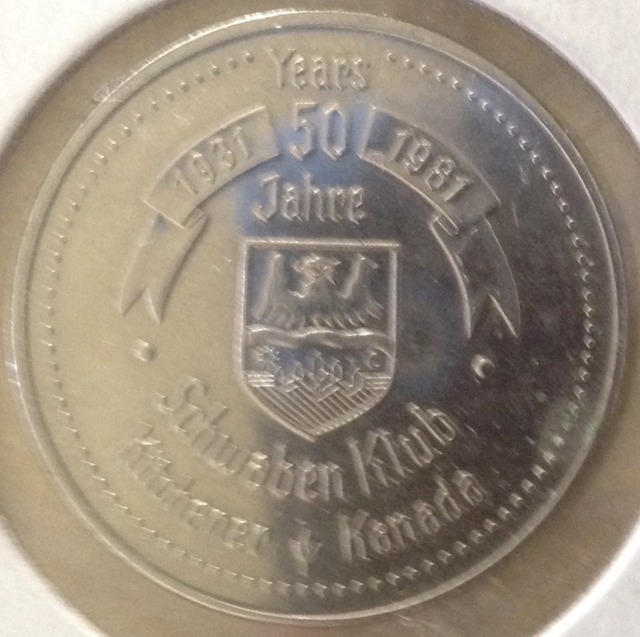 Years
1931 50 1981
Jahre
Schwaben Klub
Kitchener Kanada